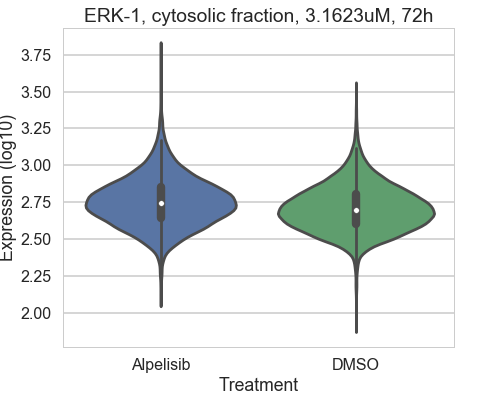 ERK-1, cytosolic fraction, 3.1623uM, 72h
Expression (log10)
3.75
3.50
3.25
3.00
2.75
2.50
2.25
2.00
Alpelisib DMSO
Treatment